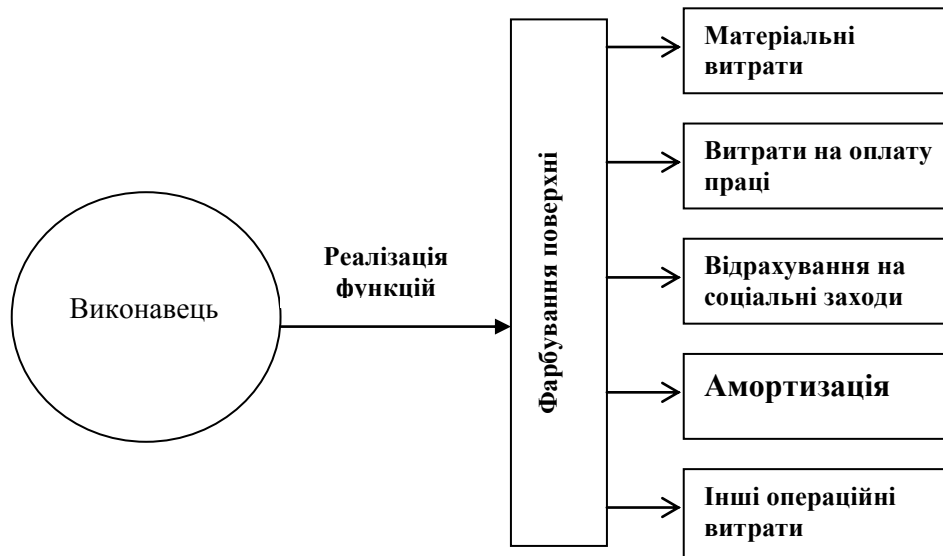 Виконавець
Реалізація
функцій
Фарбування поверхні
Матеріальні
витрати
Витрати на оплату
праці
Відрахування на
соціальні заходи
Амортизація
Інші операційні
витрати